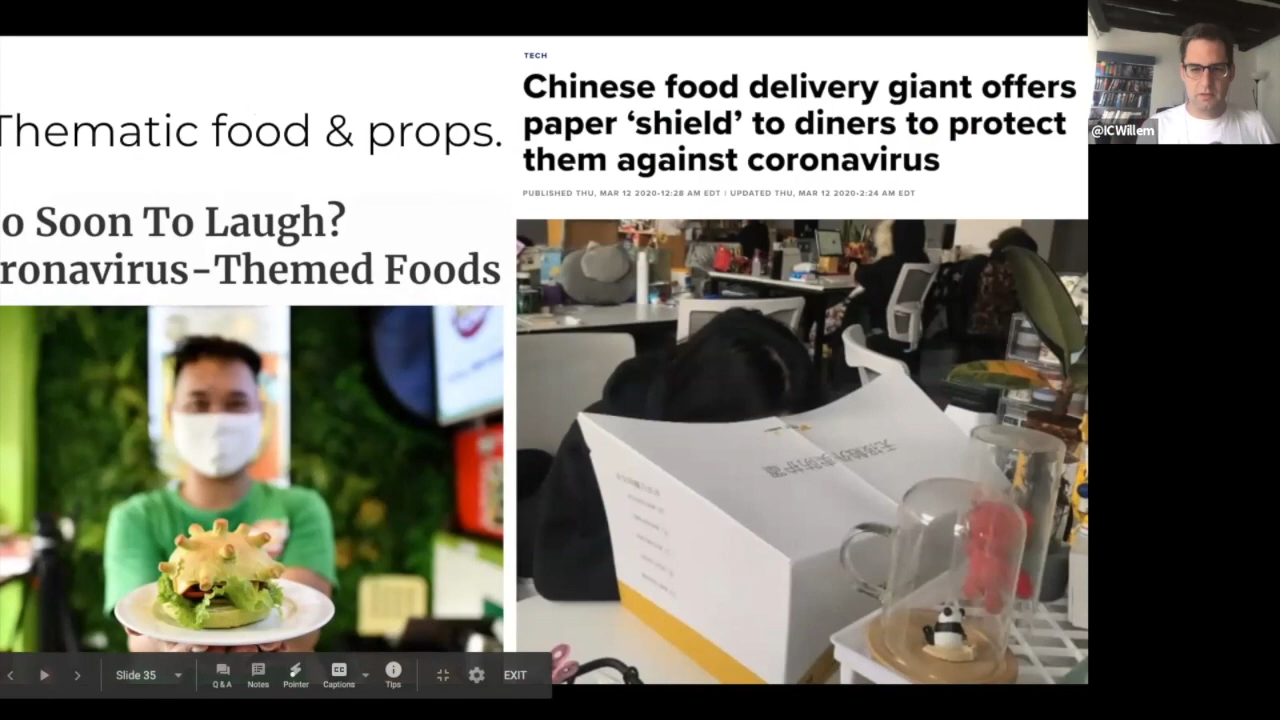 Thematic food & props.
o Soon To Laugh?
ronavirus-Themed Foods
TECH
Chinese food delivery giant offers
paper ‘shield’ to diners to protect
them against coronavirus
PUBLISHED THU, MAR 12 2020•12:28 AM EDT | UPDATED THU, MAR 12 2020•2:24 AM EDT
@ICWillem
Slide 35
Q & A
Notes
Pointer
Captions
Tips
EXIT